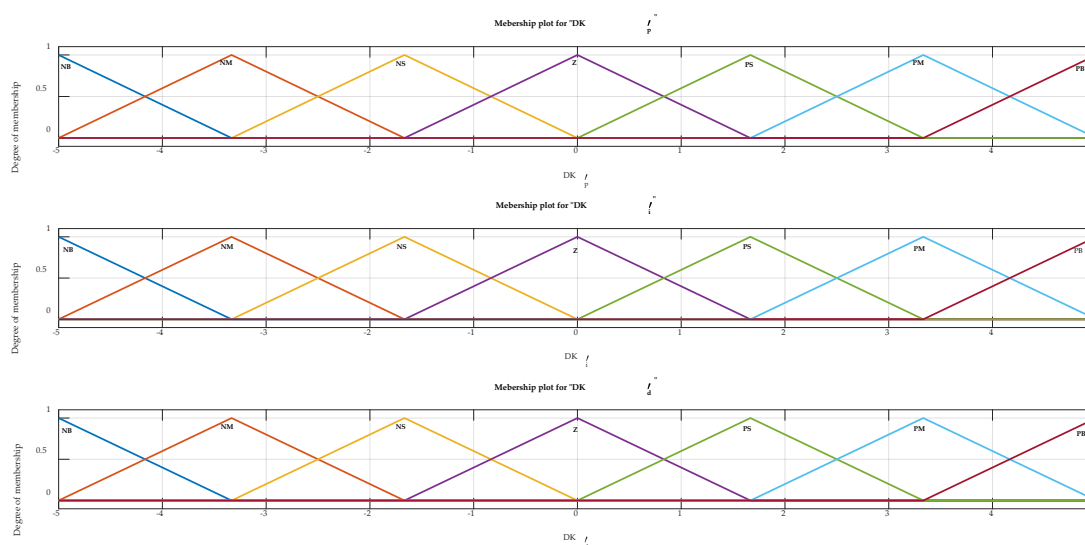 Mebership plot for "DK ′p "
1
NB NM NS Z PS PM PB
0.5
0
Degree of membership
-5 -4 -3 -2 -1 0 1 2 3 4
DK ′p
Mebership plot for "DK ′i "
1
NB NM NS Z PS PM PB
0.5
0
Degree of membership
-5 -4 -3 -2 -1 0 1 2 3 4
DK ′i
Mebership plot for "DK ′d "
1
NB NM NS Z PS PM PB
0.5
0
Degree of membership
-5 -4 -3 -2 -1 0 1 2 3 4
DK ′